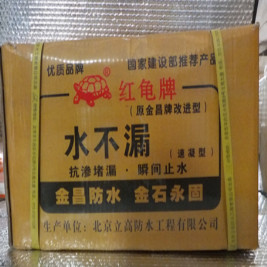 优质品牌 国家建设部推荐产品
红龟牌
（原金昌牌改进型）
水不漏
（速凝型）
抗渗堵漏·瞬间止水
金昌防水 金石永固
生产单位：北京立高防水工程有限公司